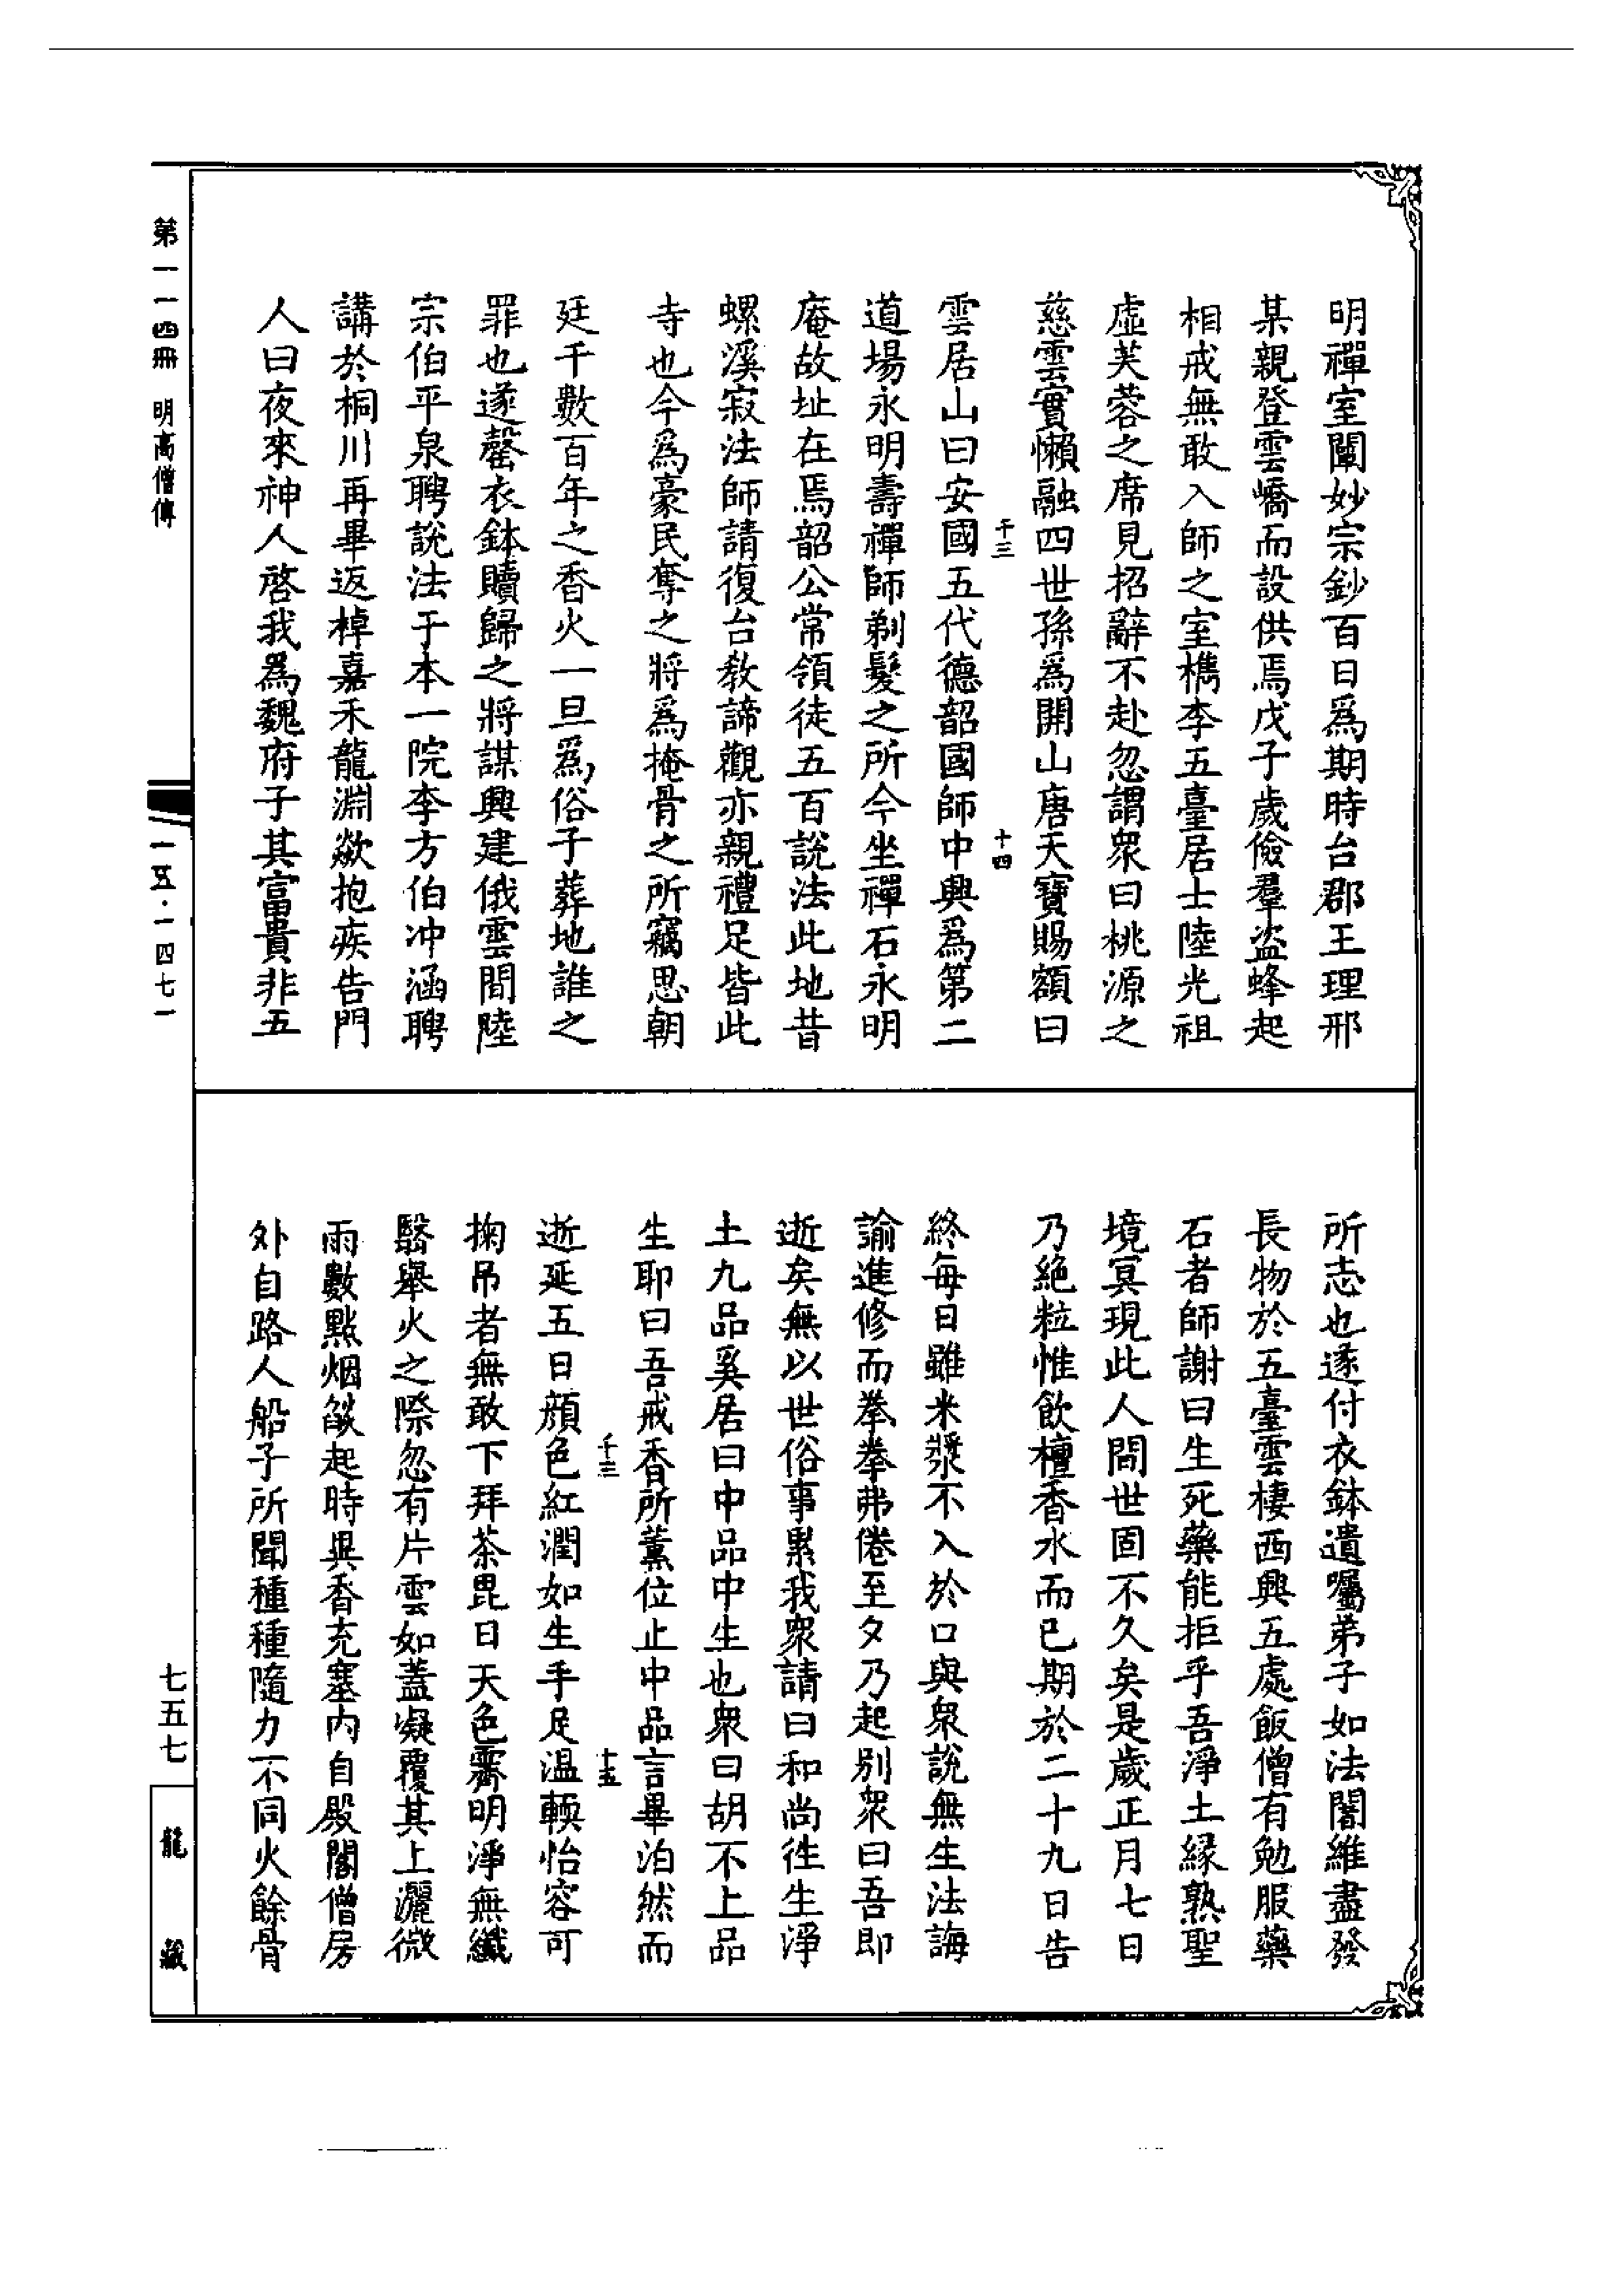 明禪室闡妙宗鈔百日爲期時台郡王理邢
某親登雲嶠而設供焉戊子歲儉羣盜蜂起
相戒無敢入師之室檇李五臺居士陸光祖
虛芙蓉之席見招辭不赴忽謂衆曰桃源之
慈雲實懶融四世孫爲開山唐天寶賜額曰
千三
十四
雲居山曰安國五代德韶國師中興爲第二
道場永明壽禪師剃髮之所今坐禪石永明
庵故址在焉韶公常領徒五百說法此地昔
螺溪寂法師請復台教諦觀亦親禮足皆此
寺也今爲豪民奪之將爲掩骨之所竊思朝
廷千數百年之香火一旦爲俗子葬地誰之
罪也遂罄衣鉢贖歸之將謀興建俄雲間陸
宗伯平泉聘說法于本一院李方伯冲涵聘
講於桐川再畢返棹嘉禾龍淵歘抱疾告門
人曰夜來神人啓我爲魏府子其富貴非五
所志也遂付衣鉢遺囑弟子如法闍維盡發
長物於五臺雲棲西興五處飯僧有勉服藥
石者師謝曰生死藥能拒乎吾淨土緣熟聖
境冥現此人間世固不久矣是歲正月七日
乃絶粒惟飮檀香水而已期於二十九日告
終每日雖米漿不入於口與衆說無生法誨
諭進修而拳拳弗倦至夕乃起別衆曰吾即
逝矣無以世俗事累我衆請曰和尚徃生淨
土九品奚居曰中品中生也衆曰胡不上品
生耶曰吾戒香所薰位止中品言畢泊然而
千三
十五
逝延五日顏色紅潤如生手足温輭怡容可
掬吊者無敢下拜茶毘日天色霽明淨無纖
翳舉火之際忽有片雲如蓋凝覆其上灑微
雨數點烟燄起時異香充塞内自殿閣僧房
外自路人船子所聞種種隨力不同火餘骨
第一一四冊 明高僧傳
一五·一四七一
七五七
龍藏